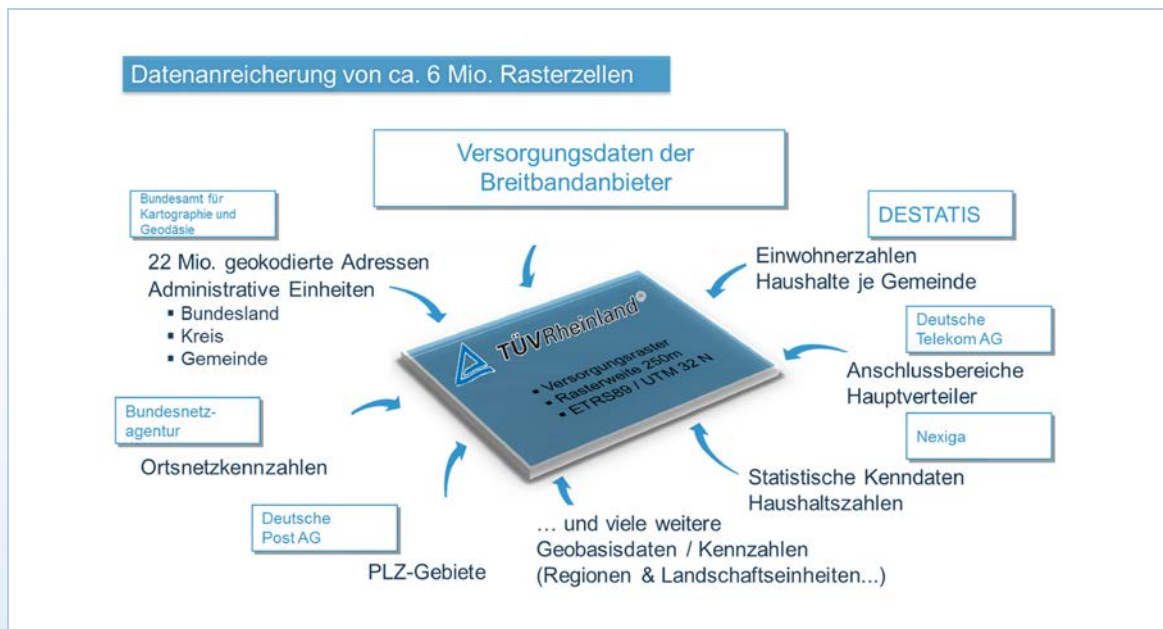 Datenanreicherung von ca. 6 Mio. Rasterzellen
Versorgungsdaten der
Breitbandanbieter
Bundesamt für
Kartographie und
Geodäsie
22 Mio. geokodierte Adressen
Administrative Einheiten
▪ Bundesland
▪ Kreis
▪ Gemeinde
DESTATIS
Einwohnerzahlen
Haushalte je Gemeinde
TÜVRheinland®
▪ Versorgungsraster
▪ Rasterweite 250m
▪ ETRS89 / UTM 32 N
Deutsche
Telekom AG
Anschlussbereiche
Hauptverteiler
Bundesnetz-
agentur
Ortsnetzkennzahlen
Nexiga
Statistische Kenndaten
Haushaltszahlen
Deutsche
Post AG
PLZ-Gebiete
… und viele weitere
Geobasisdaten / Kennzahlen
(Regionen & Landschaftseinheiten...)